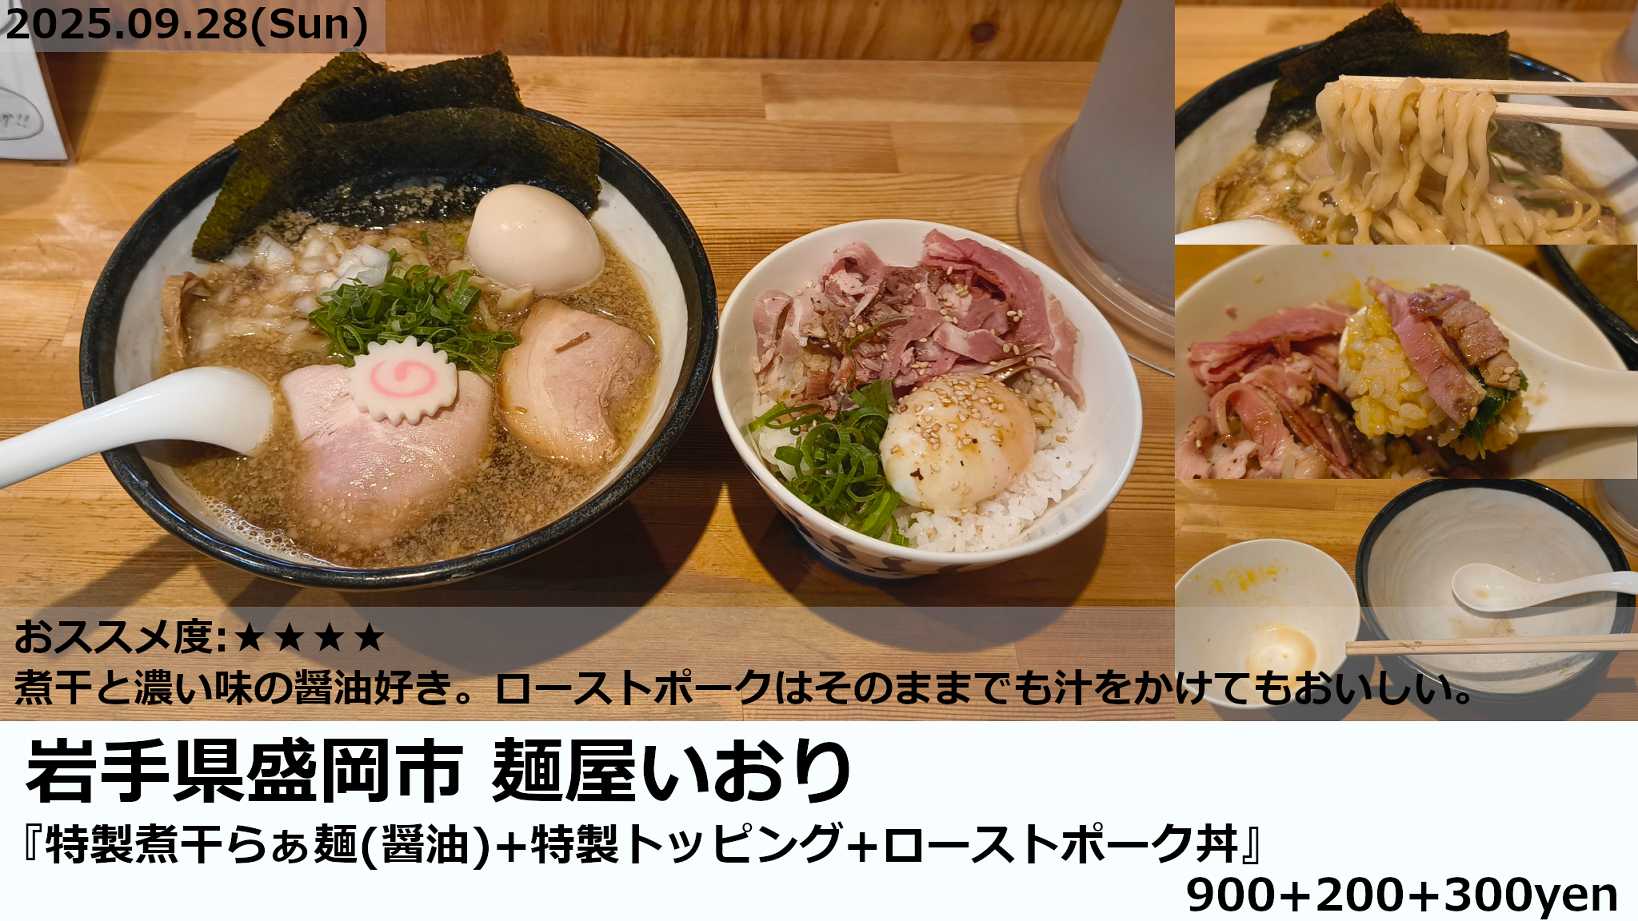 2025.09.28(Sun)
おススメ度:★★★★
煮干と濃い味の醤油好き。ローストポークはそのままでも汁をかけてもおいしい。
岩手県盛岡市 麺屋いおり
『特製煮干らぁ麺(醤油)+特製トッピング+ローストポーク丼』
900+200+300yen